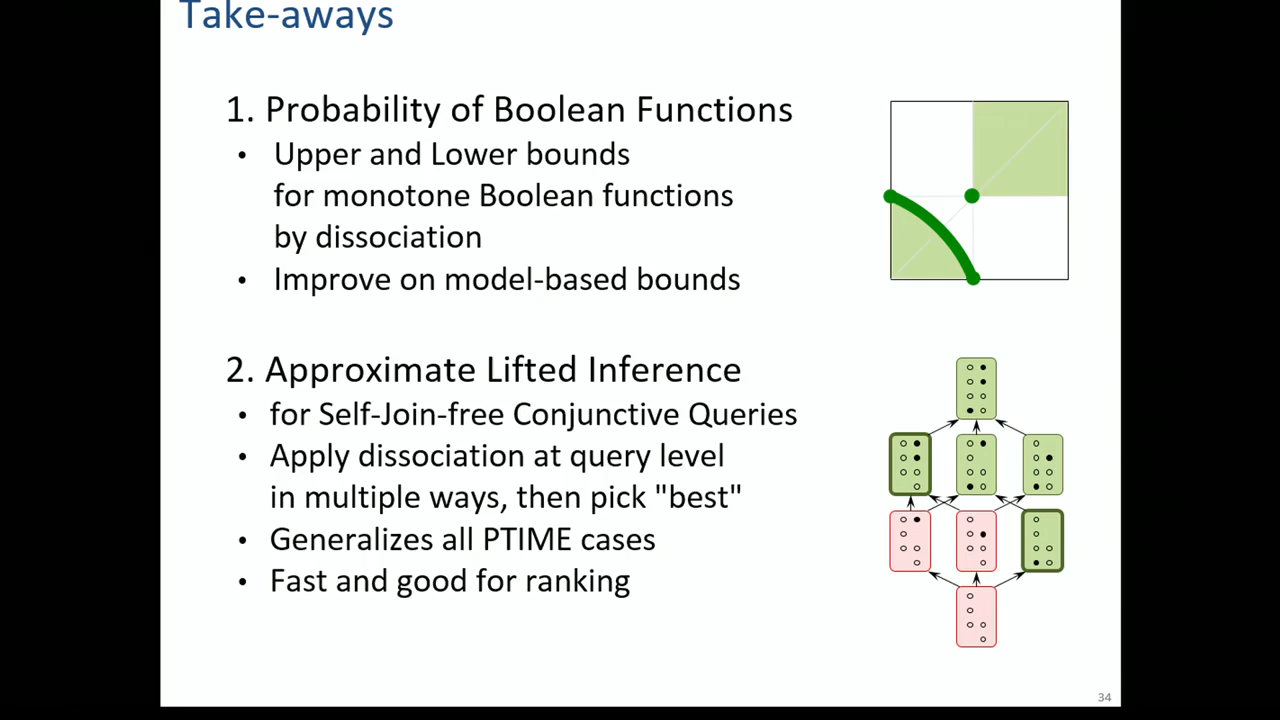 Take-aways
1. Probability of Boolean Functions
• Upper and Lower bounds
for monotone Boolean functions
by dissociation
• Improve on model-based bounds
2. Approximate Lifted Inference
• for Self-Join-free Conjunctive Queries
• Apply dissociation at query level
in multiple ways, then pick "best"
• Generalizes all PTIME cases
• Fast and good for ranking
34